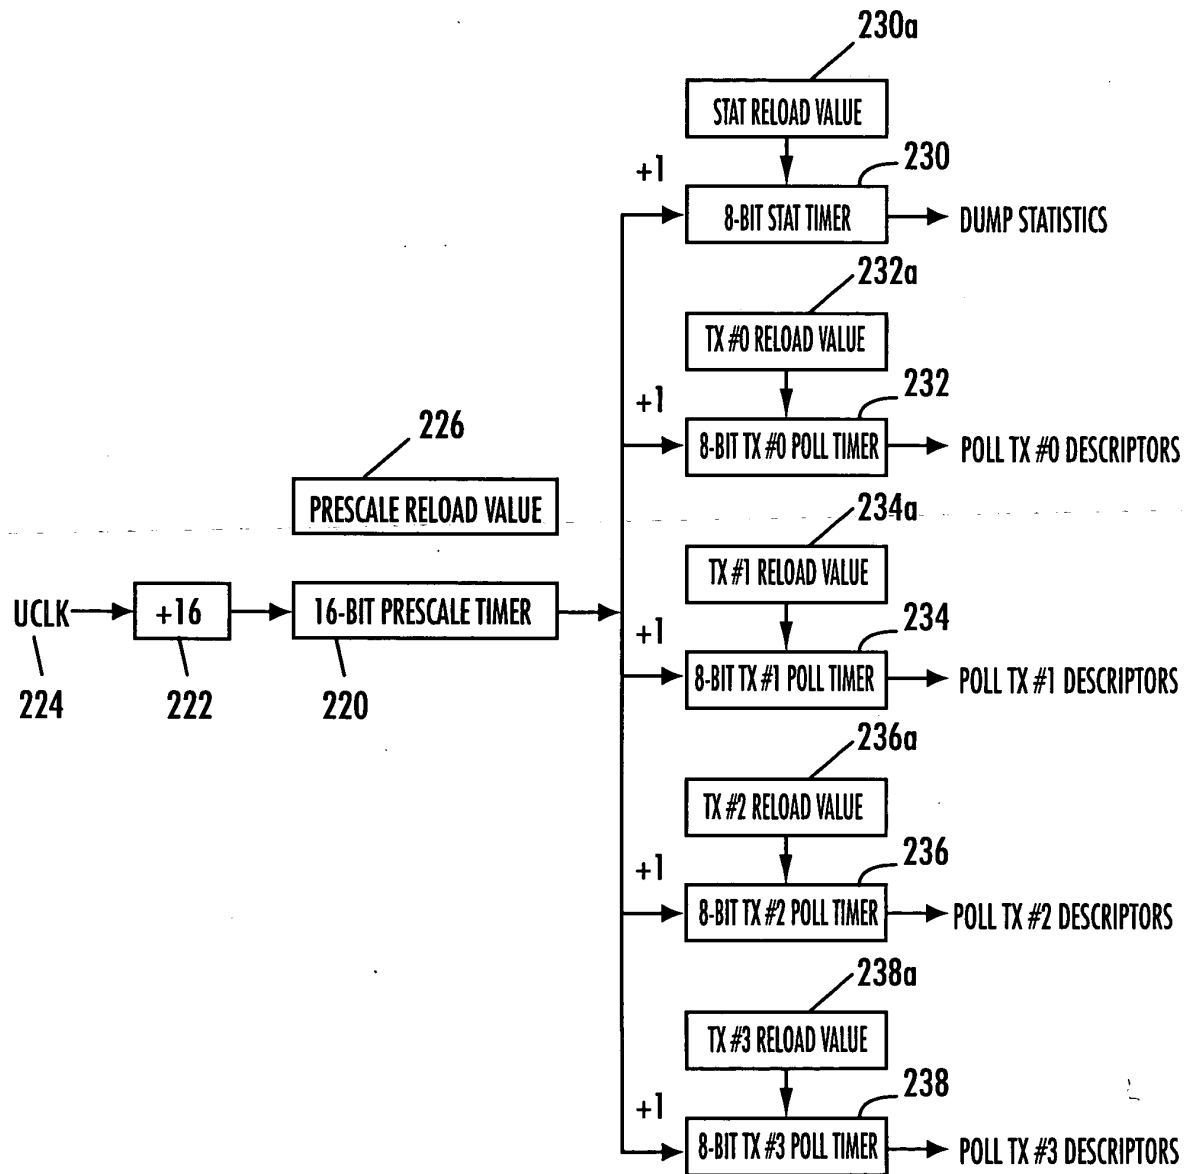 230a
STAT RELOAD VALUE
+1
230
8-BIT STAT TIMER
DUMP STATISTICS
232a
TX #0 RELOAD VALUE
+1
232
8-BIT TX #0 POLL TIMER
POLL TX #0 DESCRIPTORS
226
PRESCALE RELOAD VALUE
234a
TX #1 RELOAD VALUE
UCLK
+16
16-BIT PRESCALE TIMER
+1
234
8-BIT TX #1 POLL TIMER
POLL TX #1 DESCRIPTORS
224
222
220
236a
TX #2 RELOAD VALUE
+1
236
8-BIT TX #2 POLL TIMER
POLL TX #2 DESCRIPTORS
238a
TX #3 RELOAD VALUE
+1
238
8-BIT TX #3 POLL TIMER
POLL TX #3 DESCRIPTORS